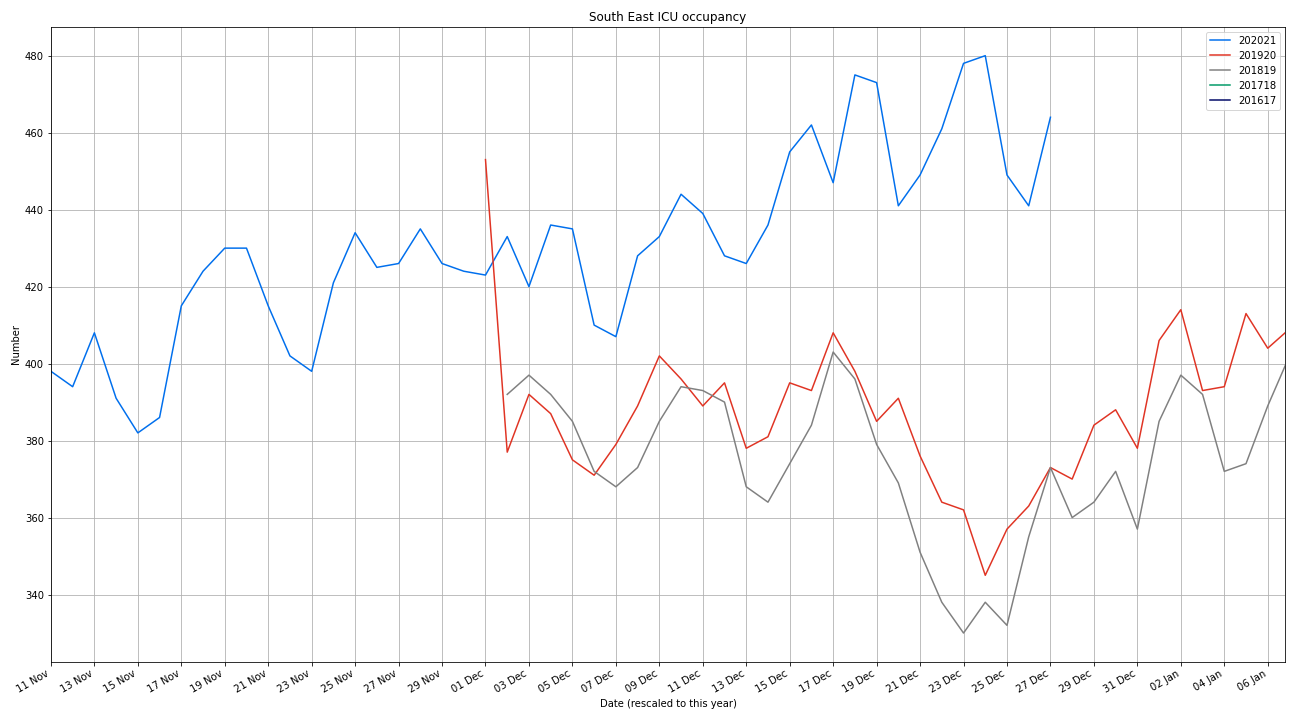 South East ICU occupancy
202021
201920
201819
201718
201617
480
460
440
420
400
380
360
340
Number
11 Nov
13 Nov
15 Nov
17 Nov
19 Nov
21 Nov
23 Nov
25 Nov
27 Nov
29 Nov
01 Dec
03 Dec
05 Dec
07 Dec
09 Dec
11 Dec
13 Dec
15 Dec
17 Dec
19 Dec
21 Dec
23 Dec
25 Dec
27 Dec
29 Dec
31 Dec
02 Jan
04 Jan
06 Jan
Date (rescaled to this year)